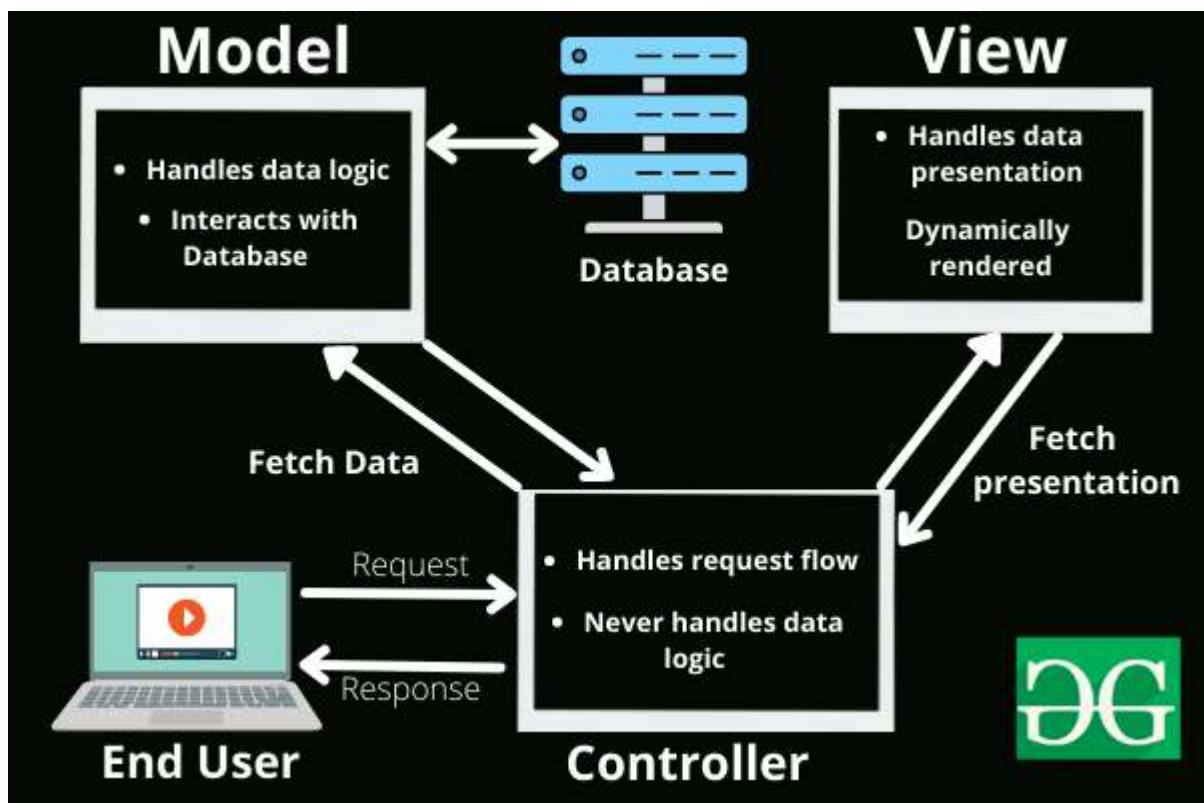 Model
View
• Handles data logic
• Interacts with
Database
Database
• Handles data
presentation
Dynamically
rendered
Fetch Data
Fetch
presentation
Request
Response
• Handles request flow
• Never handles data
logic
End User
Controller